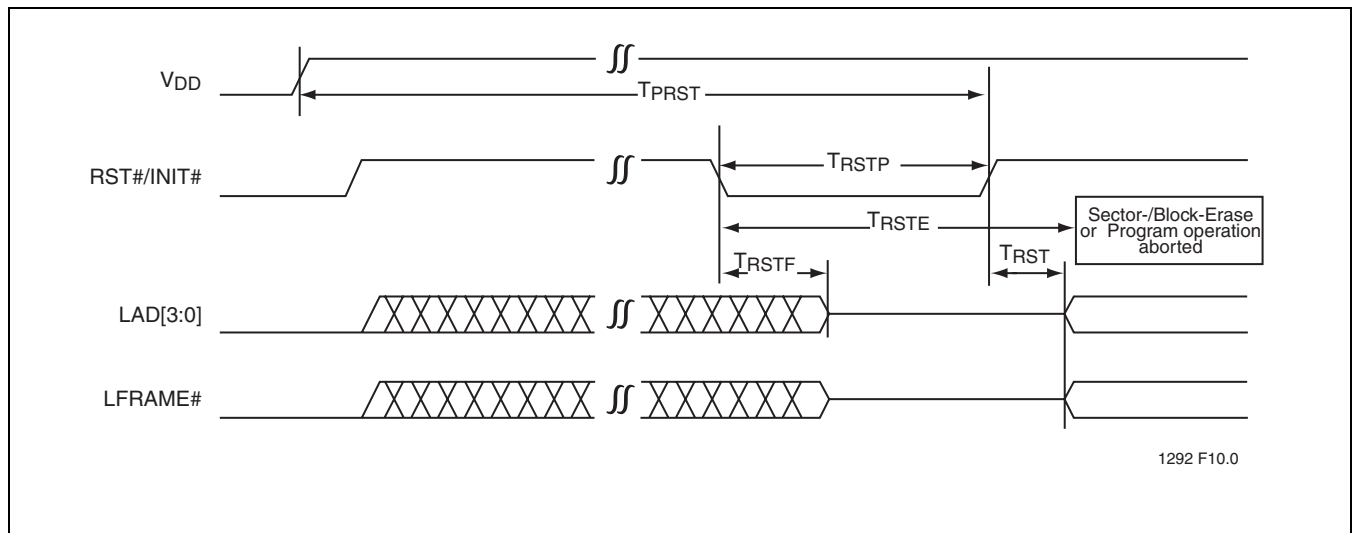 VDD
TPRST
RST#/INIT#
TRSTP
TRSTE
Sector-/Block-Erase
or Program operation
aborted
TRSTF
TRST
LAD[3:0]
LFRAME#
1292 F10.0